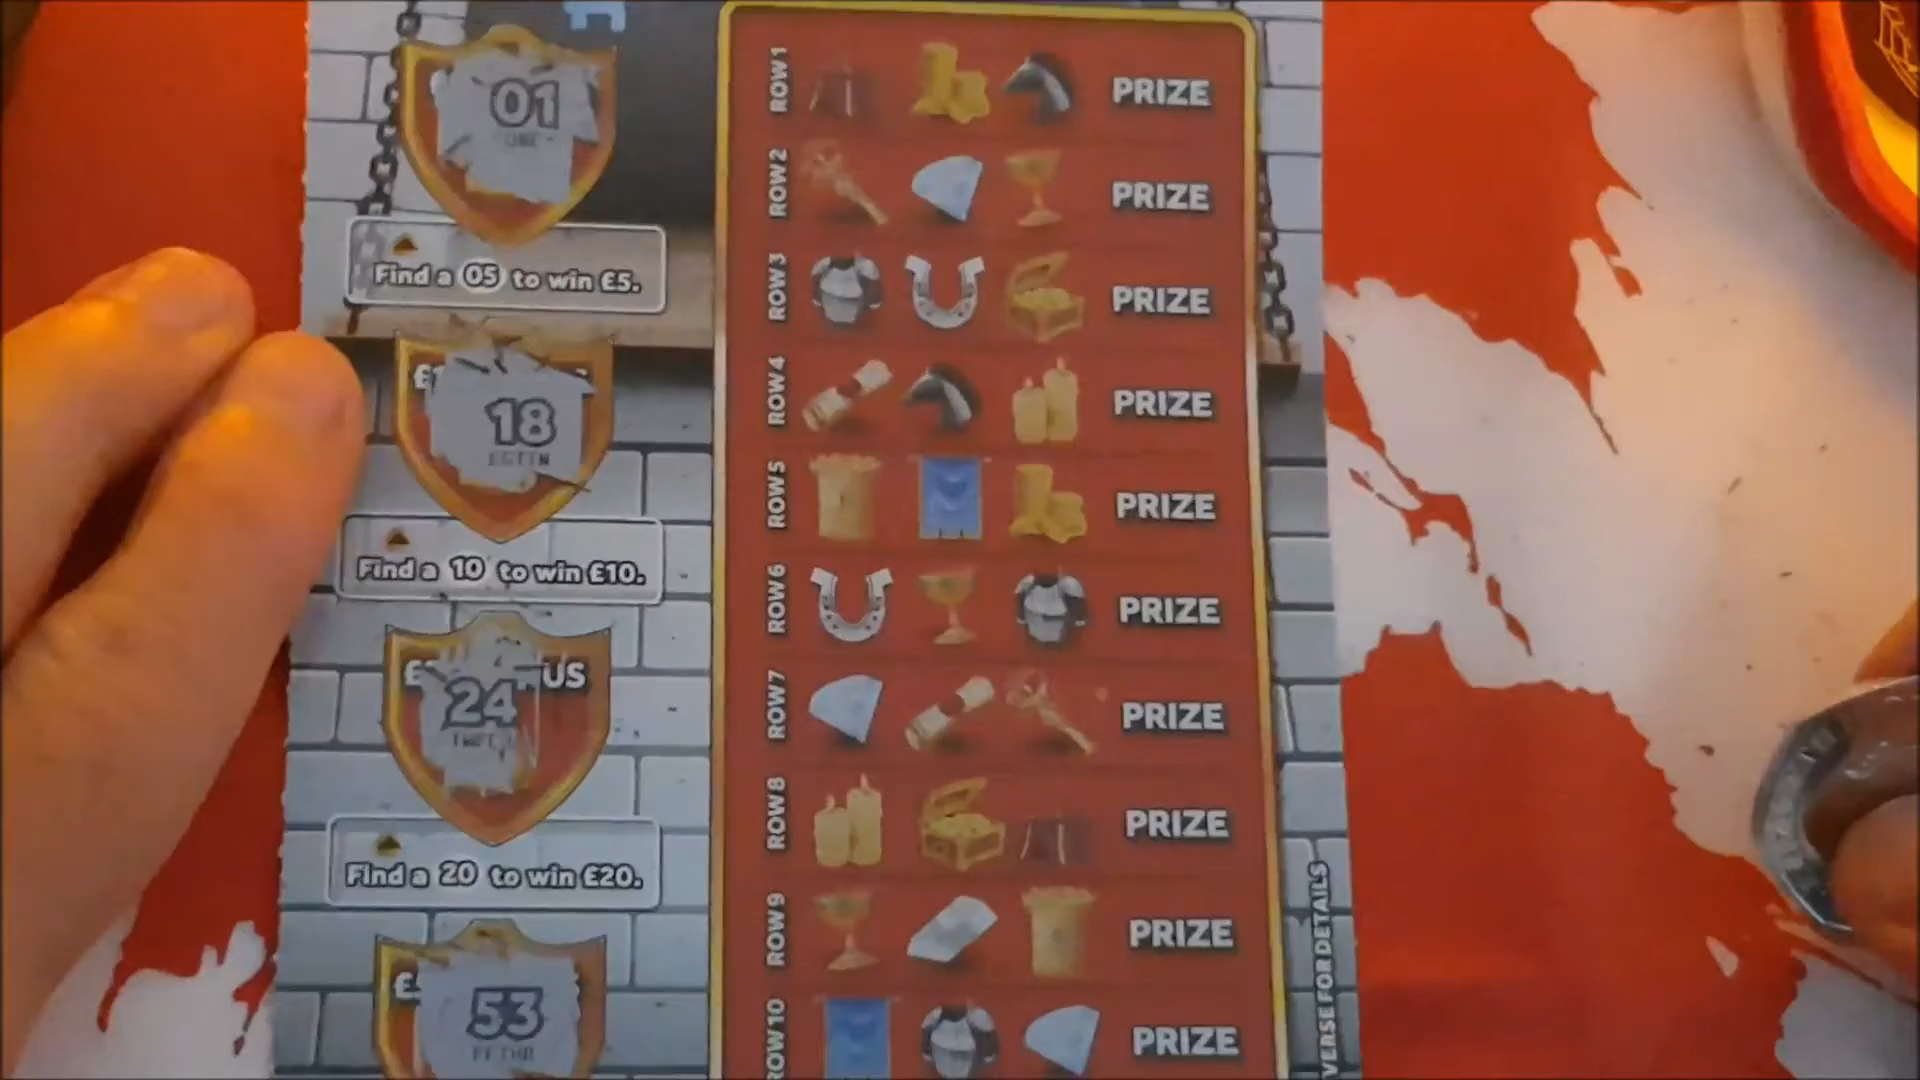 01
Find a 05 to win £5.
18
Find a 10 to win £10.
US
24
Find a 20 to win £20.
53
ROW 1 PRIZE
ROW 2 PRIZE
ROW 3 PRIZE
ROW 4 PRIZE
ROW 5 PRIZE
ROW 6 PRIZE
ROW 7 PRIZE
ROW 8 PRIZE
ROW 9 PRIZE
ROW 10 PRIZE
VERSE FOR DETAILS